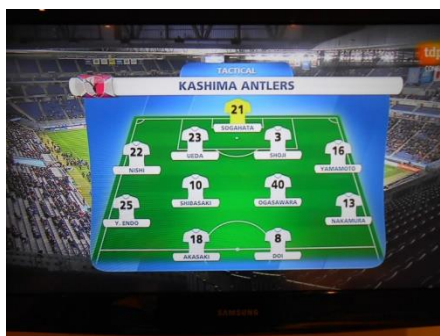 tdp
TACTICAL
KASHIMA ANTLERS
21
SOGAHATA
23
UEDA
3
SHOJI
22
NISHI
16
YAMAMOTO
10
SHIBASAKI
40
OGASAWARA
25
Y. ENDO
13
NAKAMURA
18
AKASAKI
8
DOI
SAMSUNG